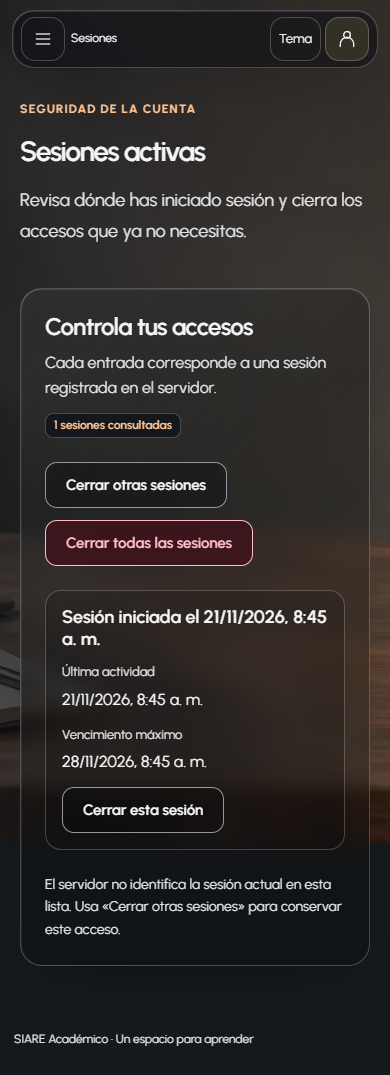 Sesiones
Tema
SEGURIDAD DE LA CUENTA
Sesiones activas
Revisa dónde has iniciado sesión y cierra los
accesos que ya no necesitas.
Controla tus accesos
Cada entrada corresponde a una sesión
registrada en el servidor.
1 sesiones consultadas
Cerrar otras sesiones
Cerrar todas las sesiones
Sesión iniciada el 21/11/2026, 8:45
a. m.
Última actividad
21/11/2026, 8:45 a. m.
Vencimiento máximo
28/11/2026, 8:45 a. m.
Cerrar esta sesión
El servidor no identifica la sesión actual en esta
lista. Usa «Cerrar otras sesiones» para conservar
este acceso.
SIARE Académico · Un espacio para aprender